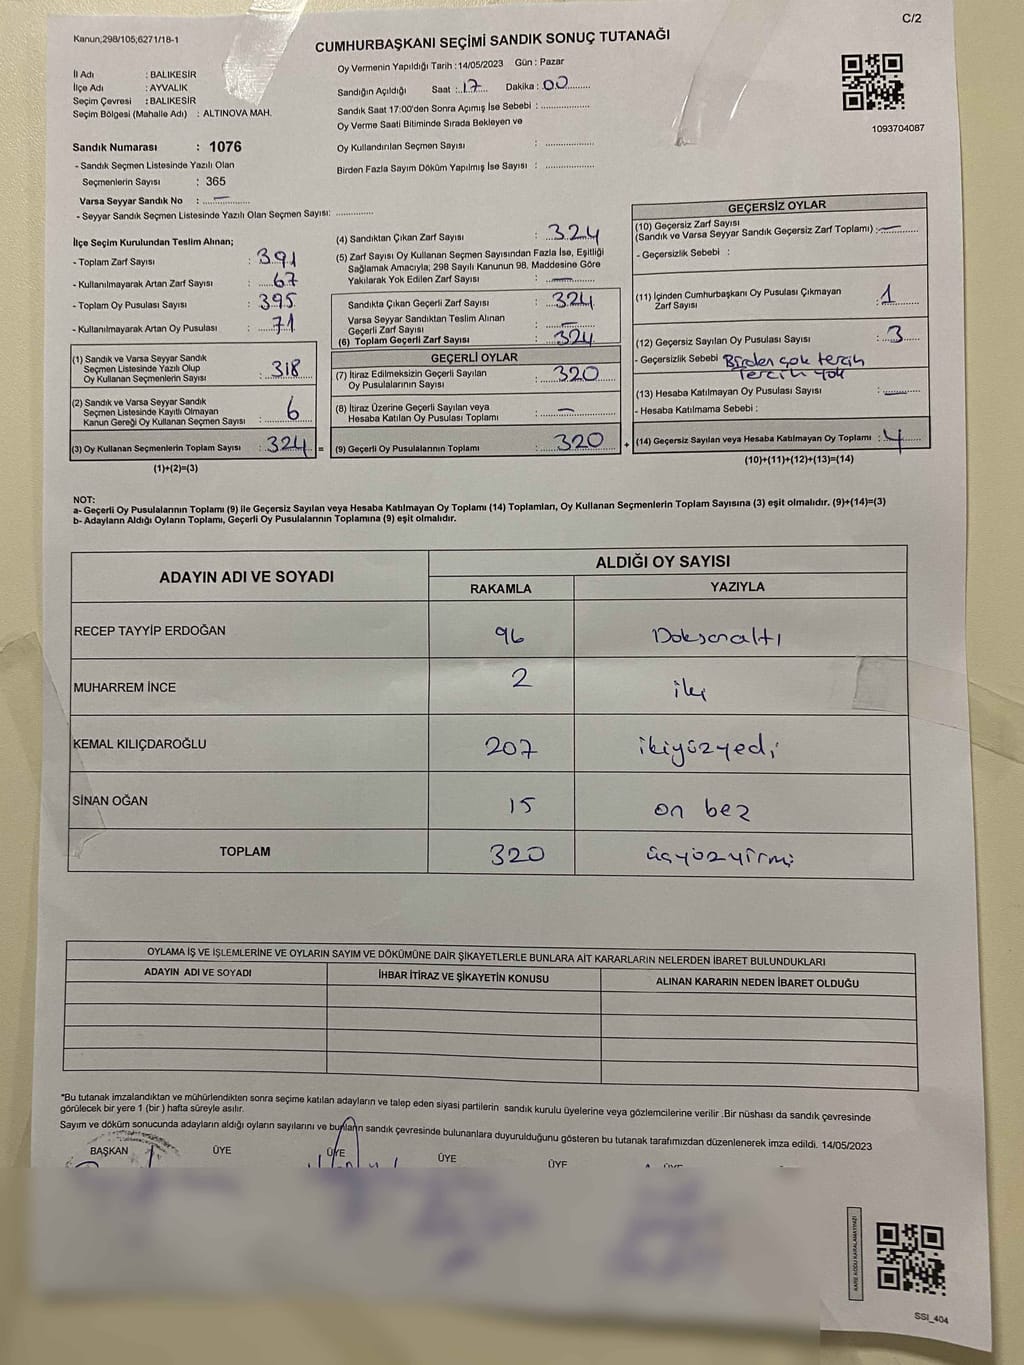 C/2
Kanun;298/105;6271/18-1
CUMHURBAŞKANI SEÇİMİ SANDIK SONUÇ TUTANAĞI
İl Adı : BALIKESİR
İlçe Adı : AYVALIK
Seçim Çevresi : BALIKESİR
Seçim Bölgesi (Mahalle Adı) : ALTINOVA MAH.
Sandık Numarası : 1076
- Sandık Seçmen Listesinde Yazılı Olan
Seçmenlerin Sayısı : 365
Varsa Seyyar Sandık No : —
- Seyyar Sandık Seçmen Listesinde Yazılı Olan Seçmen Sayısı: ..............
Oy Vermenin Yapıldığı Tarih :14/05/2023 Gün : Pazar
Sandığın Açıldığı Saat :.17... Dakika : 00
Sandık Saat 17:00'den Sonra Açımış İse Sebebi : ..................
Oy Verme Saati Bitiminde Sırada Bekleyen ve
Oy Kullandırılan Seçmen Sayısı : ..................
Birden Fazla Sayım Döküm Yapılmış İse Sayısı : ..................
1093704087
İlçe Seçim Kurulundan Teslim Alınan;
- Toplam Zarf Sayısı : 391
- Kullanılmayarak Artan Zarf Sayısı : 67
- Toplam Oy Pusulası Sayısı : 395
- Kullanılmayarak Artan Oy Pusulası : 71
(1) Sandık ve Varsa Seyyar Sandık
Seçmen Listesinde Yazılı Olup
Oy Kullanan Seçmenlerin Sayısı : 318
(2) Sandık ve Varsa Seyyar Sandık
Seçmen Listesinde Kayıtlı Olmayan
Kanun Gereği Oy Kullanan Seçmen Sayısı : 6
(3) Oy Kullanan Seçmenlerin Toplam Sayısı : 324 =
(1)+(2)=(3)
(4) Sandıktan Çıkan Zarf Sayısı : 324
(5) Zarf Sayısı Oy Kullanan Seçmen Sayısından Fazla İse, Eşitliği
Sağlamak Amacıyla; 298 Sayılı Kanunun 98. Maddesine Göre
Yakılarak Yok Edilen Zarf Sayısı : —
Sandıkta Çıkan Geçerli Zarf Sayısı : 324
Varsa Seyyar Sandıktan Teslim Alınan
Geçerli Zarf Sayısı : —
(6) Toplam Geçerli Zarf Sayısı : 324
GEÇERLİ OYLAR
(7) İtiraz Edilmeksizin Geçerli Sayılan
Oy Pusulalarının Sayısı : 320
(8) İtiraz Üzerine Geçerli Sayılan veya
Hesaba Katılan Oy Pusulası Toplamı : —
(9) Geçerli Oy Pusulalarının Toplamı : 320 +
GEÇERSİZ OYLAR
(10) Geçersiz Zarf Sayısı
(Sandık ve Varsa Seyyar Sandık Geçersiz Zarf Toplamı) : —
- Geçersizlik Sebebi :
(11) İçinden Cumhurbaşkanı Oy Pusulası Çıkmayan
Zarf Sayısı : 1
(12) Geçersiz Sayılan Oy Pusulası Sayısı : 3
- Geçersizlik Sebebi Birden çok tercih
Tercih yok
(13) Hesaba Katılmayan Oy Pusulası Sayısı : —
- Hesaba Katılmama Sebebi :
(14) Geçersiz Sayılan veya Hesaba Katılmayan Oy Toplamı : 4
(10)+(11)+(12)+(13)=(14)
NOT:
a- Geçerli Oy Pusulalarının Toplamı (9) ile Geçersiz Sayılan veya Hesaba Katılmayan Oy Toplamı (14) Toplamları, Oy Kullanan Seçmenlerin Toplam Sayısına (3) eşit olmalıdır. (9)+(14)=(3)
b- Adayların Aldığı Oyların Toplamı, Geçerli Oy Pusulalarının Toplamına (9) eşit olmalıdır.
ADAYIN ADI VE SOYADI
ALDIĞI OY SAYISI
RAKAMLA YAZIYLA
RECEP TAYYİP ERDOĞAN 96 Doksanaltı
MUHARREM İNCE 2 iki
KEMAL KILIÇDAROĞLU 207 ikiyüzyedi
SİNAN OĞAN 15 on beş
TOPLAM 320 üçyüzyirmi
OYLAMA İŞ VE İŞLEMLERİNE VE OYLARIN SAYIM VE DÖKÜMÜNE DAİR ŞİKAYETLERLE BUNLARA AİT KARARLARIN NELERDEN İBARET BULUNDUKLARI
ADAYIN ADI VE SOYADI İHBAR İTİRAZ VE ŞİKAYETİN KONUSU ALINAN KARARIN NEDEN İBARET OLDUĞU
*Bu tutanak imzalandıktan ve mühürlendikten sonra seçime katılan adayların ve talep eden siyasi partilerin sandık kurulu üyelerine veya gözlemcilerine verilir .Bir nüshası da sandık çevresinde
görülecek bir yere 1 (bir ) hafta süreyle asılır.
Sayım ve döküm sonucunda adayların aldığı oyların sayılarını ve bunların sandık çevresinde bulunanlara duyurulduğunu gösteren bu tutanak tarafımızdan düzenlenerek imza edildi. 14/05/2023
BAŞKAN ÜYE ÜYE ÜYE ÜYE ÜYE
SSI_404